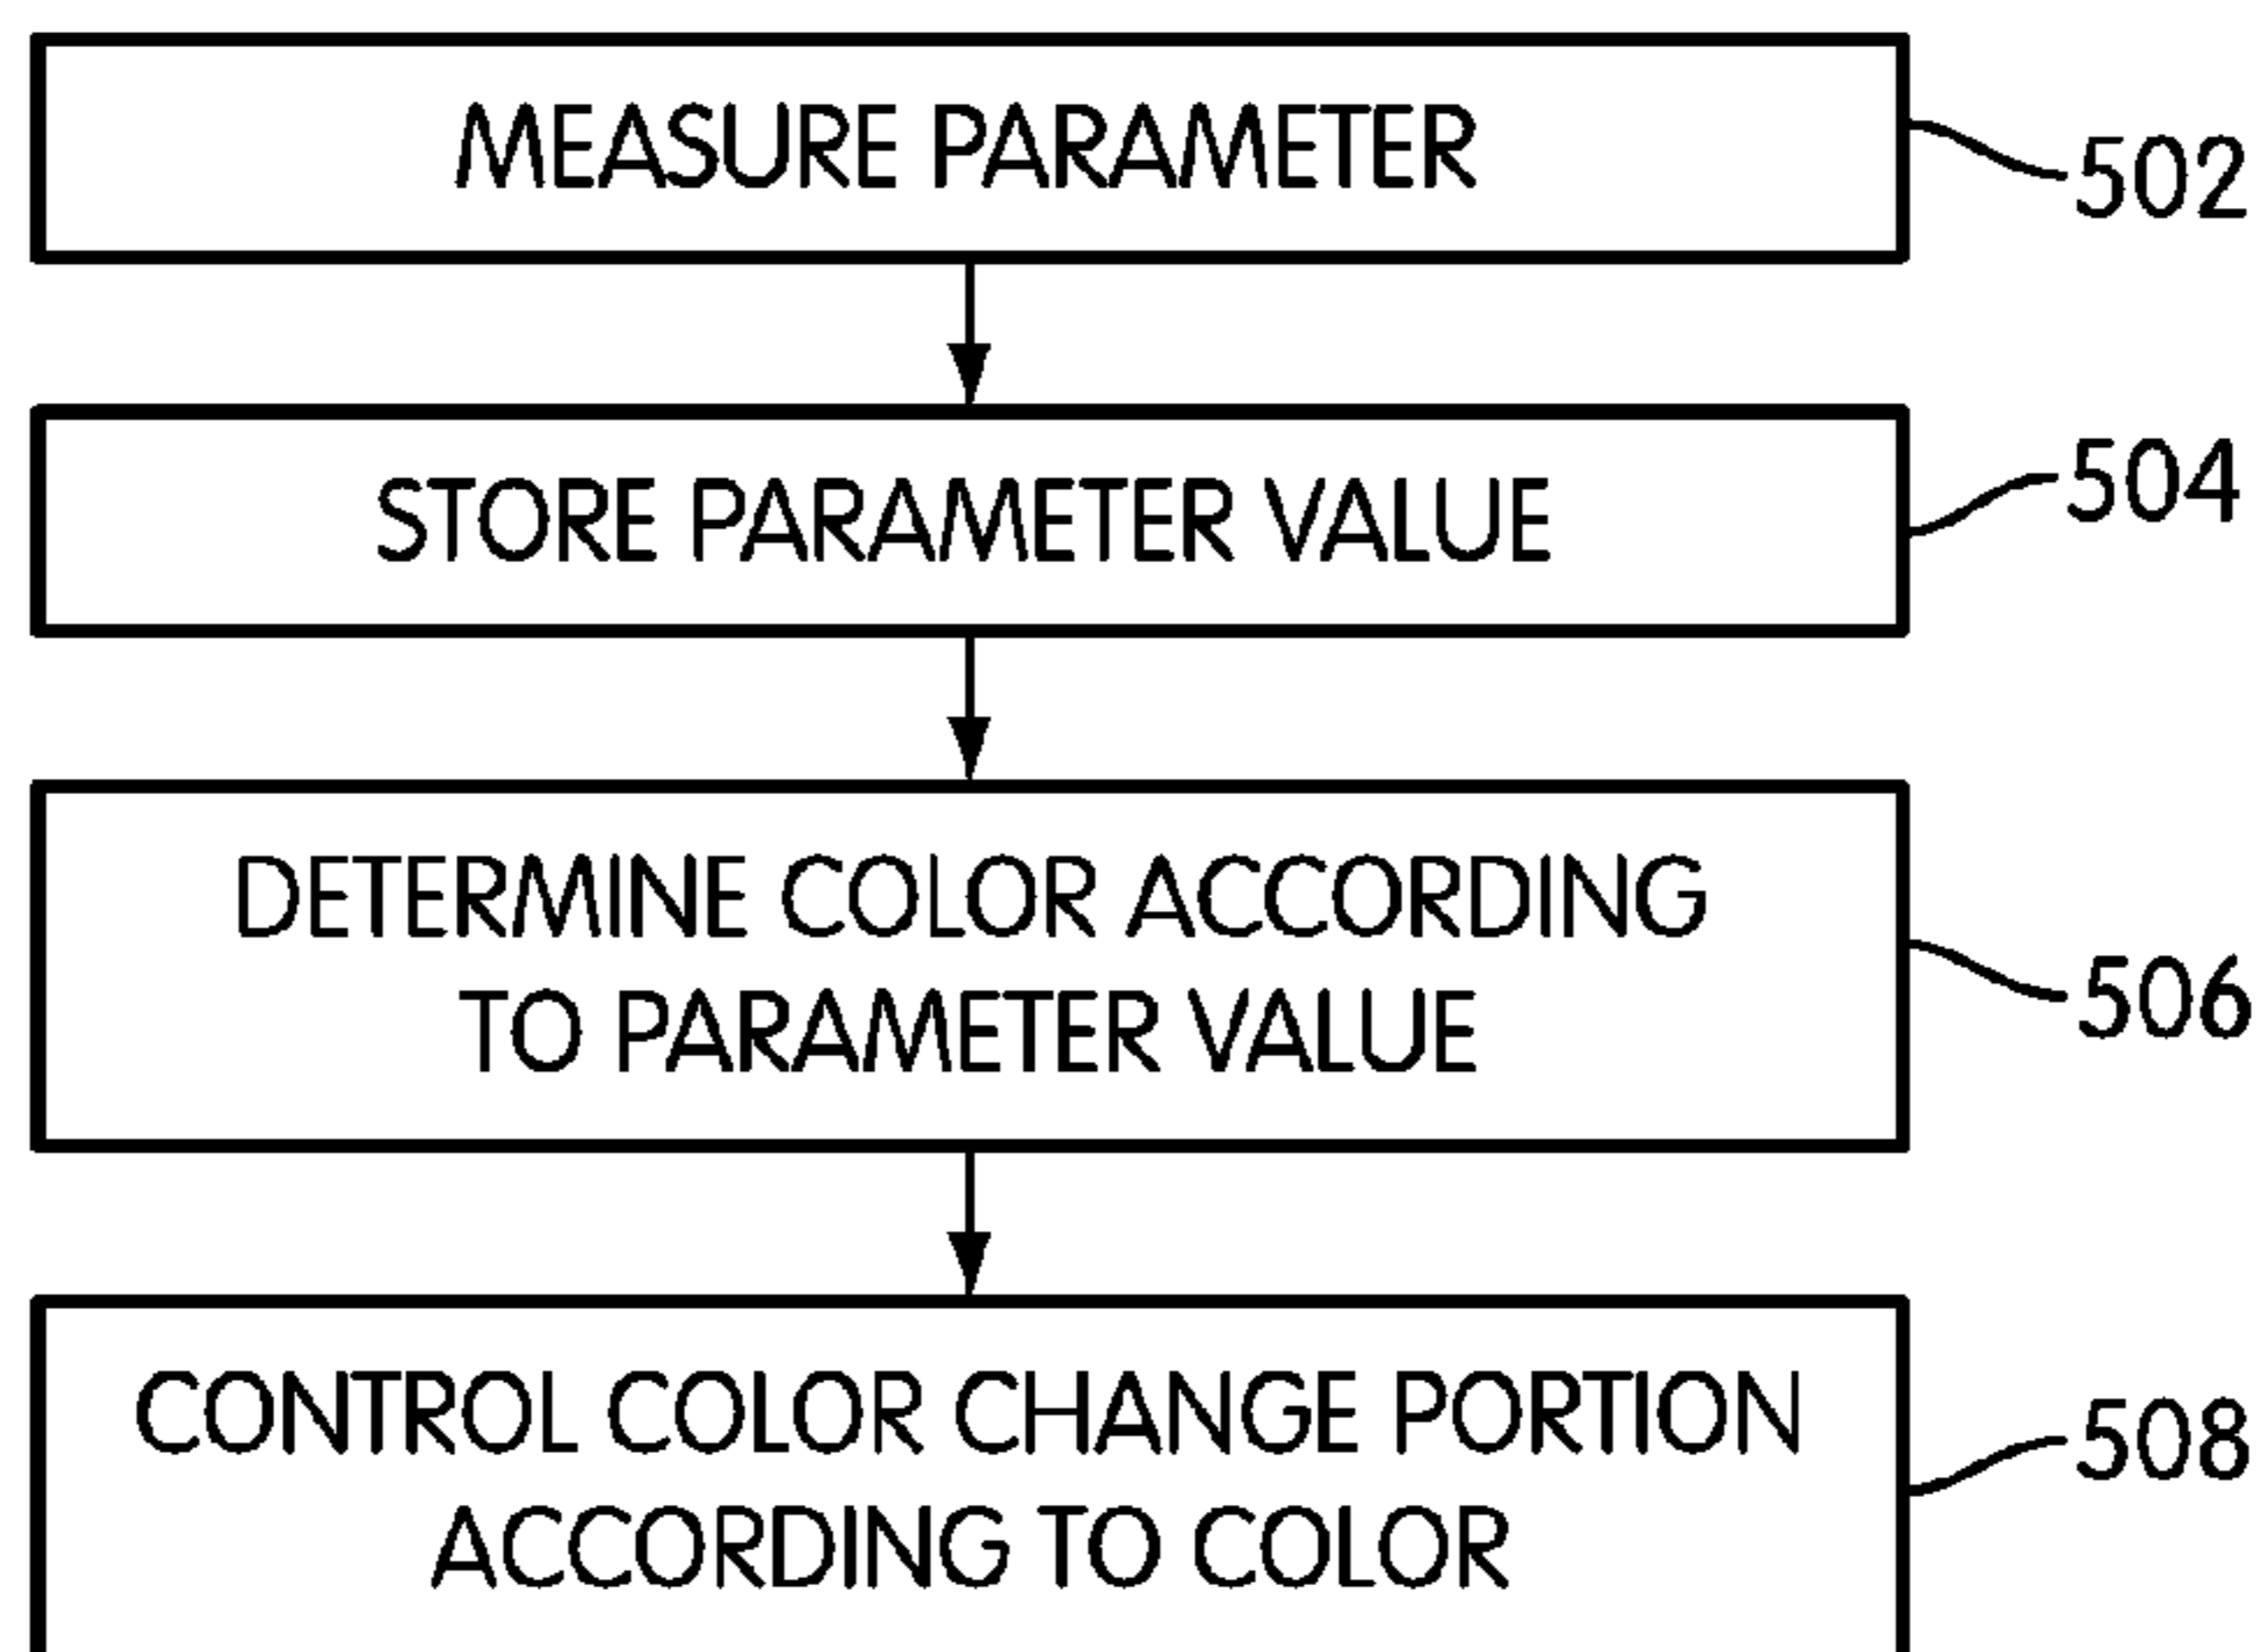 MEASURE PARAMETER
502
STORE PARAMETER VALUE
504
DETERMINE COLOR ACCORDING
TO PARAMETER VALUE
506
CONTROL COLOR CHANGE PORTION
ACCORDING TO COLOR
508